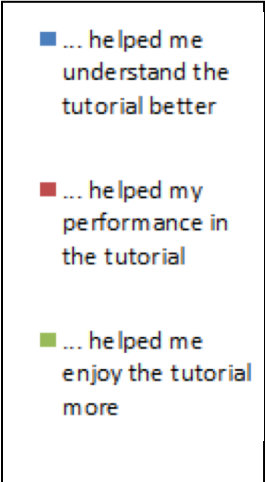 ... helped me
understand the
tutorial better
... helped my
performance in
the tutorial
... helped me
enjoy the tutorial
more